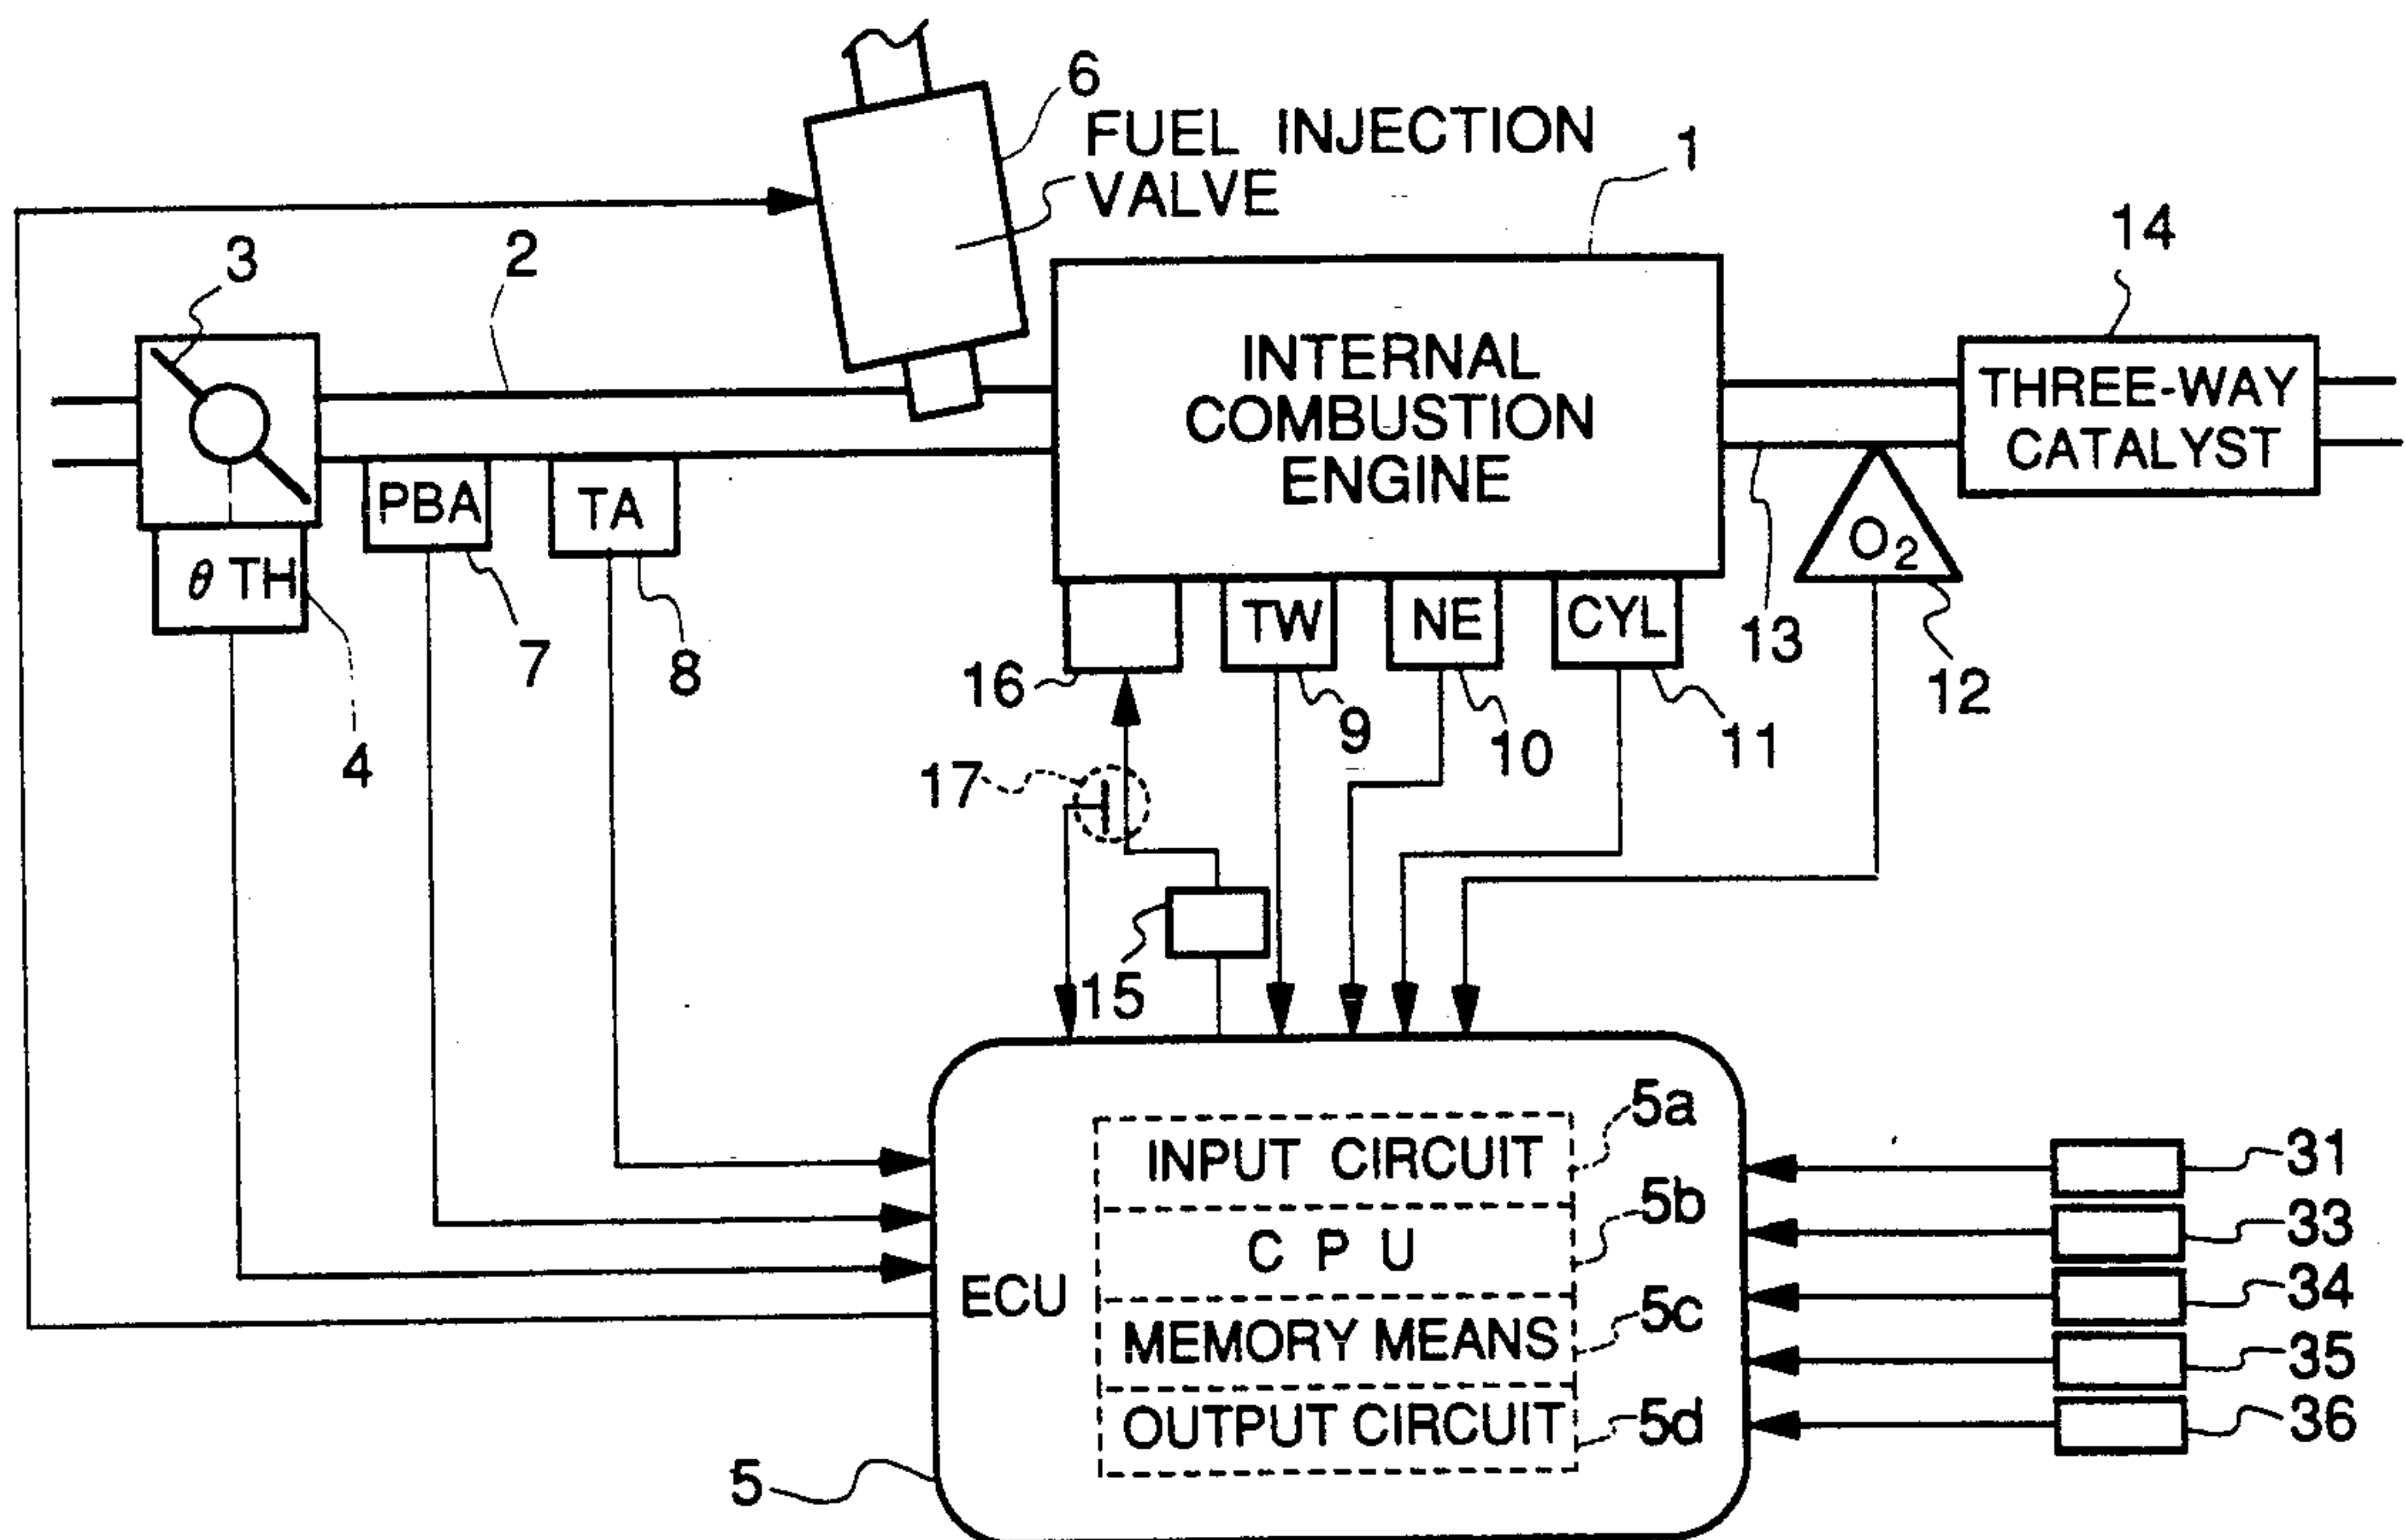 6
FUEL INJECTION
VALVE
1
14
3
2
INTERNAL
COMBUSTION
ENGINE
THREE-WAY
CATALYST
PBA
TA
θ TH
O2
TW
NE
CYL
7
8
16
9
10
11
13
12
4
17
15
5a
INPUT CIRCUIT
5b
C P U
ECU
5c
MEMORY MEANS
5d
OUTPUT CIRCUIT
5
31
33
34
35
36